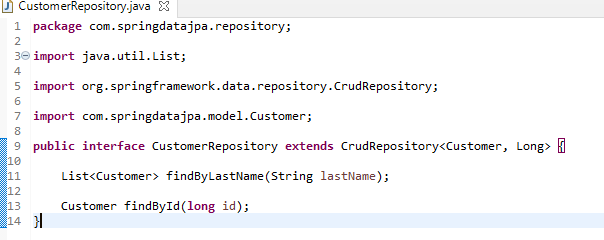 CustomerRepository.java
1 package com.springdatajpa.repository;
2
3 import java.util.List;
4
5 import org.springframework.data.repository.CrudRepository;
6
7 import com.springdatajpa.model.Customer;
8
9 public interface CustomerRepository extends CrudRepository<Customer, Long> {
10
11 List<Customer> findByLastName(String lastName);
12
13 Customer findById(long id);
14 }